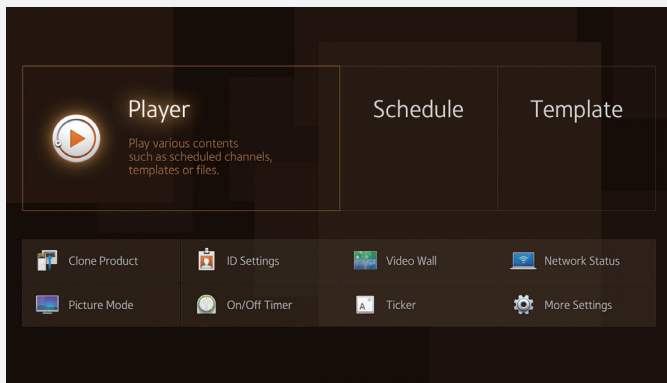 Player
Play various contents
such as scheduled channels,
templates or files.
Schedule
Template
Clone Product
ID Settings
Video Wall
Network Status
Picture Mode
On/Off Timer
A
Ticker
More Settings